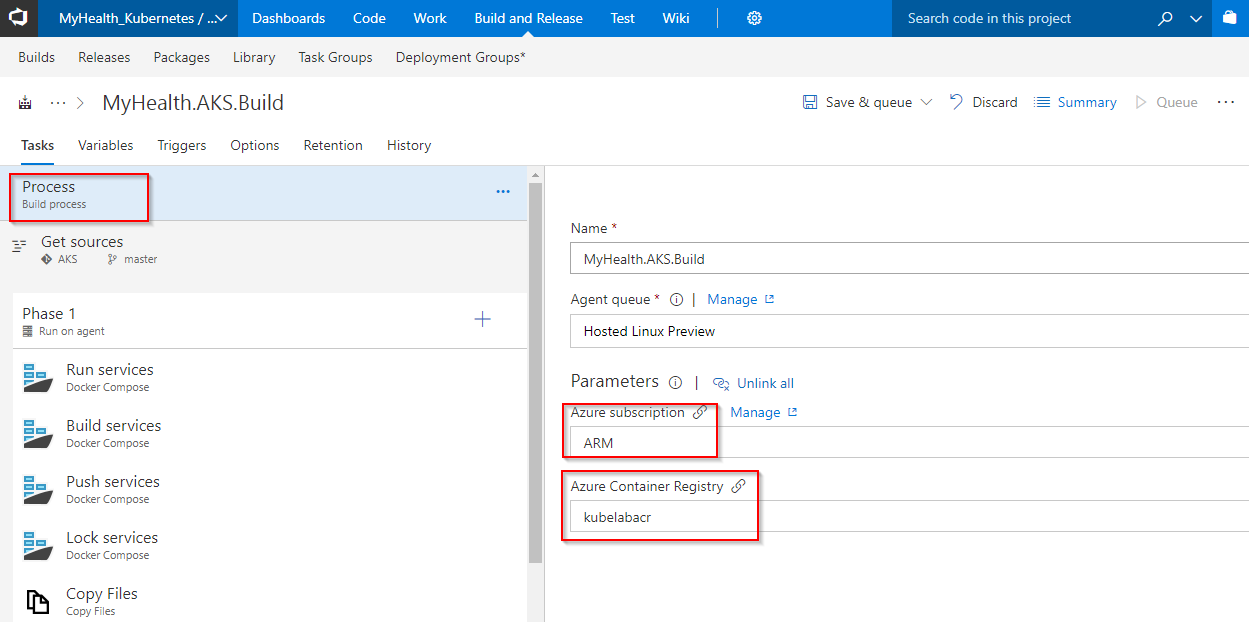 MyHealth_Kubernetes / ... Dashboards Code Work Build and Release Test Wiki Search code in this project
Builds Releases Packages Library Task Groups Deployment Groups*
... MyHealth.AKS.Build Save & queue Discard Summary Queue ...
Tasks Variables Triggers Options Retention History
Process
Build process
...
Get sources
AKS master
Phase 1
Run on agent
Run services
Docker Compose
Build services
Docker Compose
Push services
Docker Compose
Lock services
Docker Compose
Copy Files
Copy Files
Name *
MyHealth.AKS.Build
Agent queue * | Manage
Hosted Linux Preview
Parameters | Unlink all
Azure subscription Manage
ARM
Azure Container Registry
kubelabacr